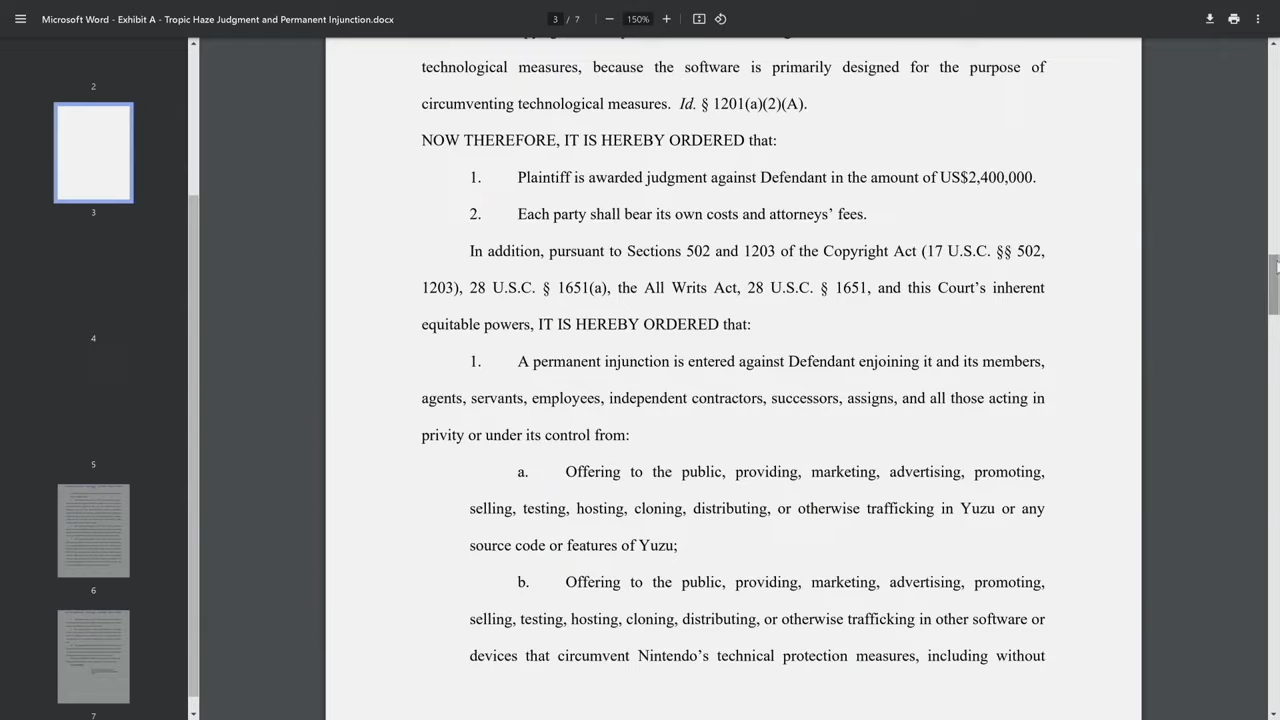 Microsoft Word - Exhibit A - Tropic Haze Judgment and Permanent Injunction.docx
3 / 7
150%
2
3
4
5
6
7
technological measures, because the software is primarily designed for the purpose of
circumventing technological measures. Id. § 1201(a)(2)(A).
NOW THEREFORE, IT IS HEREBY ORDERED that:
1. Plaintiff is awarded judgment against Defendant in the amount of US$2,400,000.
2. Each party shall bear its own costs and attorneys’ fees.
In addition, pursuant to Sections 502 and 1203 of the Copyright Act (17 U.S.C. §§ 502,
1203), 28 U.S.C. § 1651(a), the All Writs Act, 28 U.S.C. § 1651, and this Court’s inherent
equitable powers, IT IS HEREBY ORDERED that:
1. A permanent injunction is entered against Defendant enjoining it and its members,
agents, servants, employees, independent contractors, successors, assigns, and all those acting in
privity or under its control from:
a. Offering to the public, providing, marketing, advertising, promoting,
selling, testing, hosting, cloning, distributing, or otherwise trafficking in Yuzu or any
source code or features of Yuzu;
b. Offering to the public, providing, marketing, advertising, promoting,
selling, testing, hosting, cloning, distributing, or otherwise trafficking in other software or
devices that circumvent Nintendo’s technical protection measures, including without